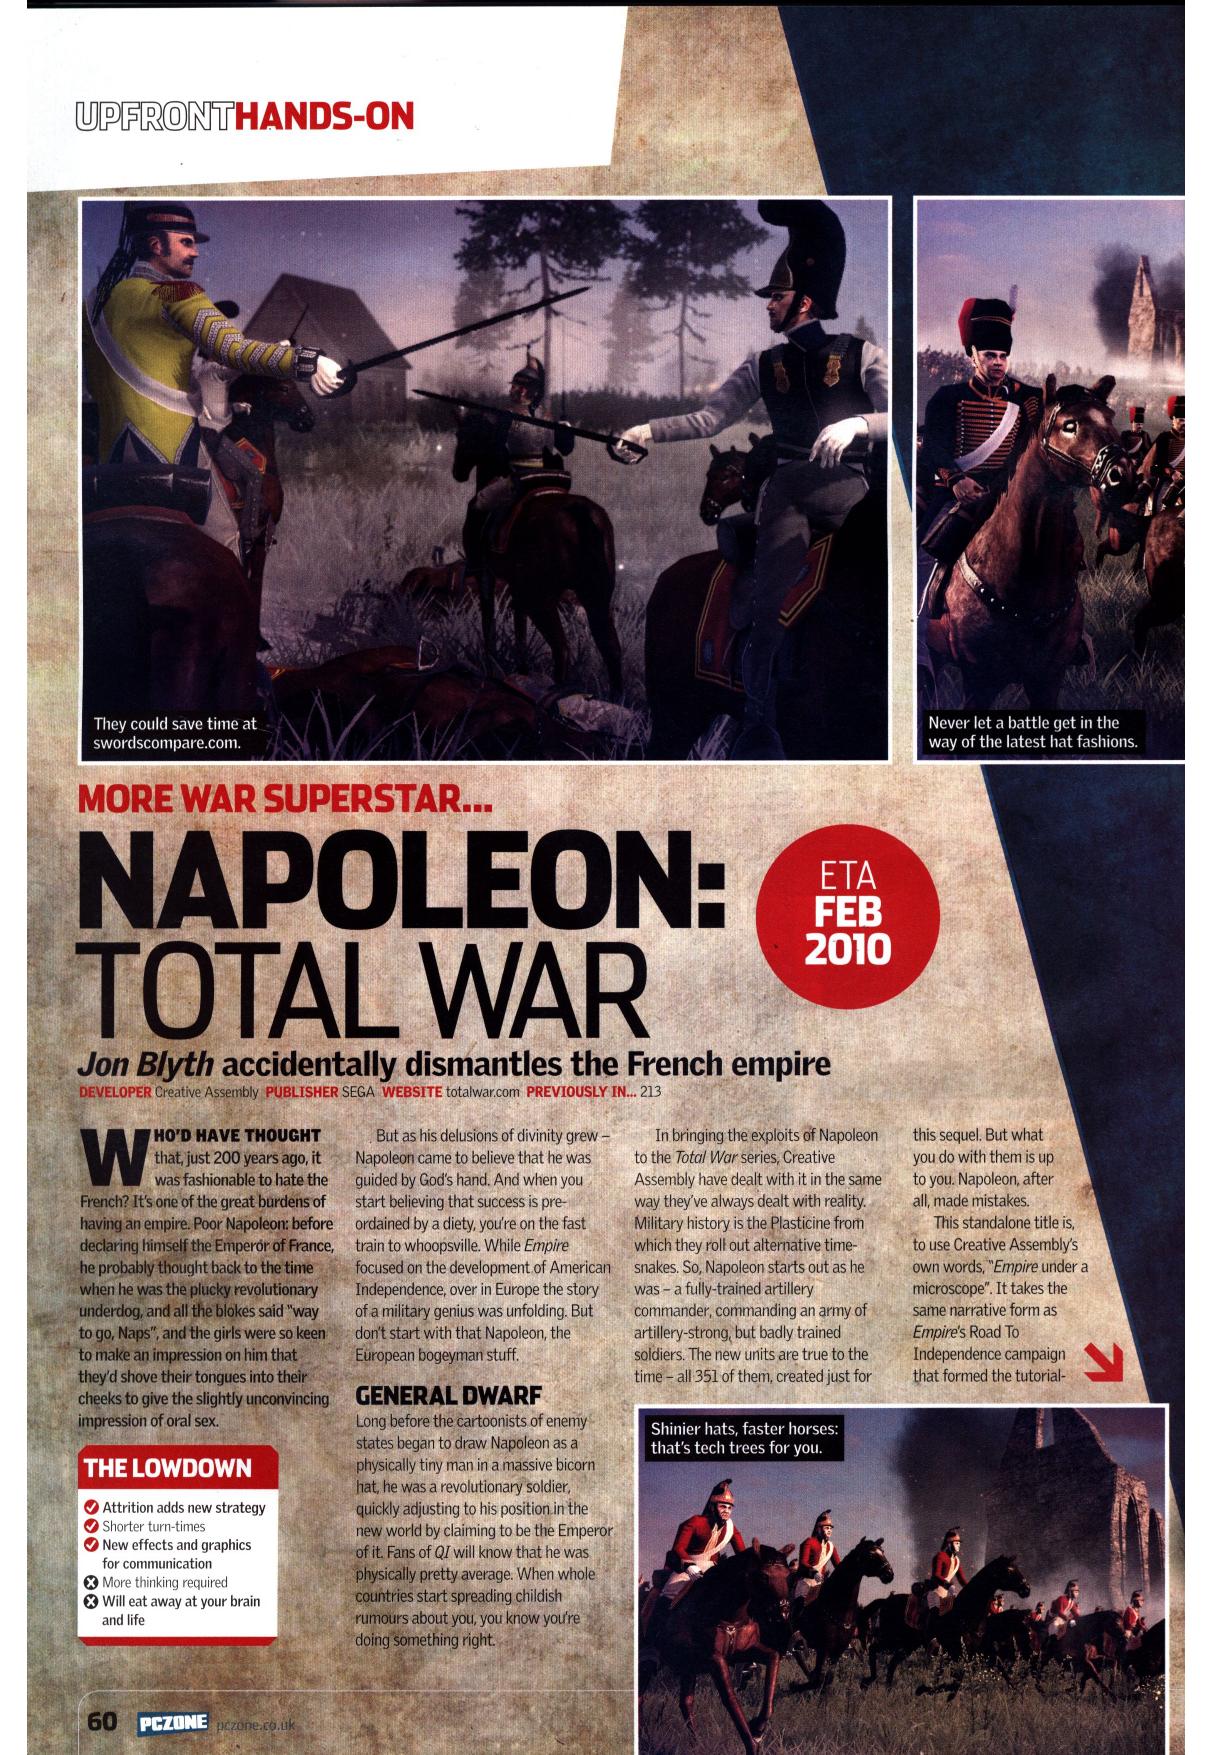 UPFRONTHANDS-ON
They could save time at
swordscompare.com.
Never let a battle get in the
way of the latest hat fashions.
MORE WAR SUPERSTAR...
NAPOLEON:
TOTAL WAR
ETA
FEB
2010
Jon Blyth accidentally dismantles the French empire
DEVELOPER Creative Assembly PUBLISHER SEGA WEBSITE totalwar.com PREVIOUSLY IN... 213
WHO'D HAVE THOUGHT
that, just 200 years ago, it
was fashionable to hate the
French? It's one of the great burdens of
having an empire. Poor Napoleon: before
declaring himself the Emperor of France,
he probably thought back to the time
when he was the plucky revolutionary
underdog, and all the blokes said "way
to go, Naps", and the girls were so keen
to make an impression on him that
they'd shove their tongues into their
cheeks to give the slightly unconvincing
impression of oral sex.
THE LOWDOWN
Attrition adds new strategy
Shorter turn-times
New effects and graphics
for communication
More thinking required
Will eat away at your brain
and life
But as his delusions of divinity grew –
Napoleon came to believe that he was
guided by God's hand. And when you
start believing that success is pre-
ordained by a diety, you're on the fast
train to whoopsville. While Empire
focused on the development of American
Independence, over in Europe the story
of a military genius was unfolding. But
don't start with that Napoleon, the
European bogeyman stuff.
GENERAL DWARF
Long before the cartoonists of enemy
states began to draw Napoleon as a
physically tiny man in a massive bicorn
hat, he was a revolutionary soldier,
quickly adjusting to his position in the
new world by claiming to be the Emperor
of it. Fans of QI will know that he was
physically pretty average. When whole
countries start spreading childish
rumours about you, you know you're
doing something right.
In bringing the exploits of Napoleon
to the Total War series, Creative
Assembly have dealt with it in the same
way they've always dealt with reality.
Military history is the Plasticine from
which they roll out alternative time-
snakes. So, Napoleon starts out as he
was – a fully-trained artillery
commander, commanding an army of
artillery-strong, but badly trained
soldiers. The new units are true to the
time – all 351 of them, created just for
this sequel. But what
you do with them is up
to you. Napoleon, after
all, made mistakes.
This standalone title is,
to use Creative Assembly's
own words, "Empire under a
microscope". It takes the
same narrative form as
Empire's Road To
Independence campaign
that formed the tutorial-
Shinier hats, faster horses:
that's tech trees for you.
60 PCZONE pczone.co.uk